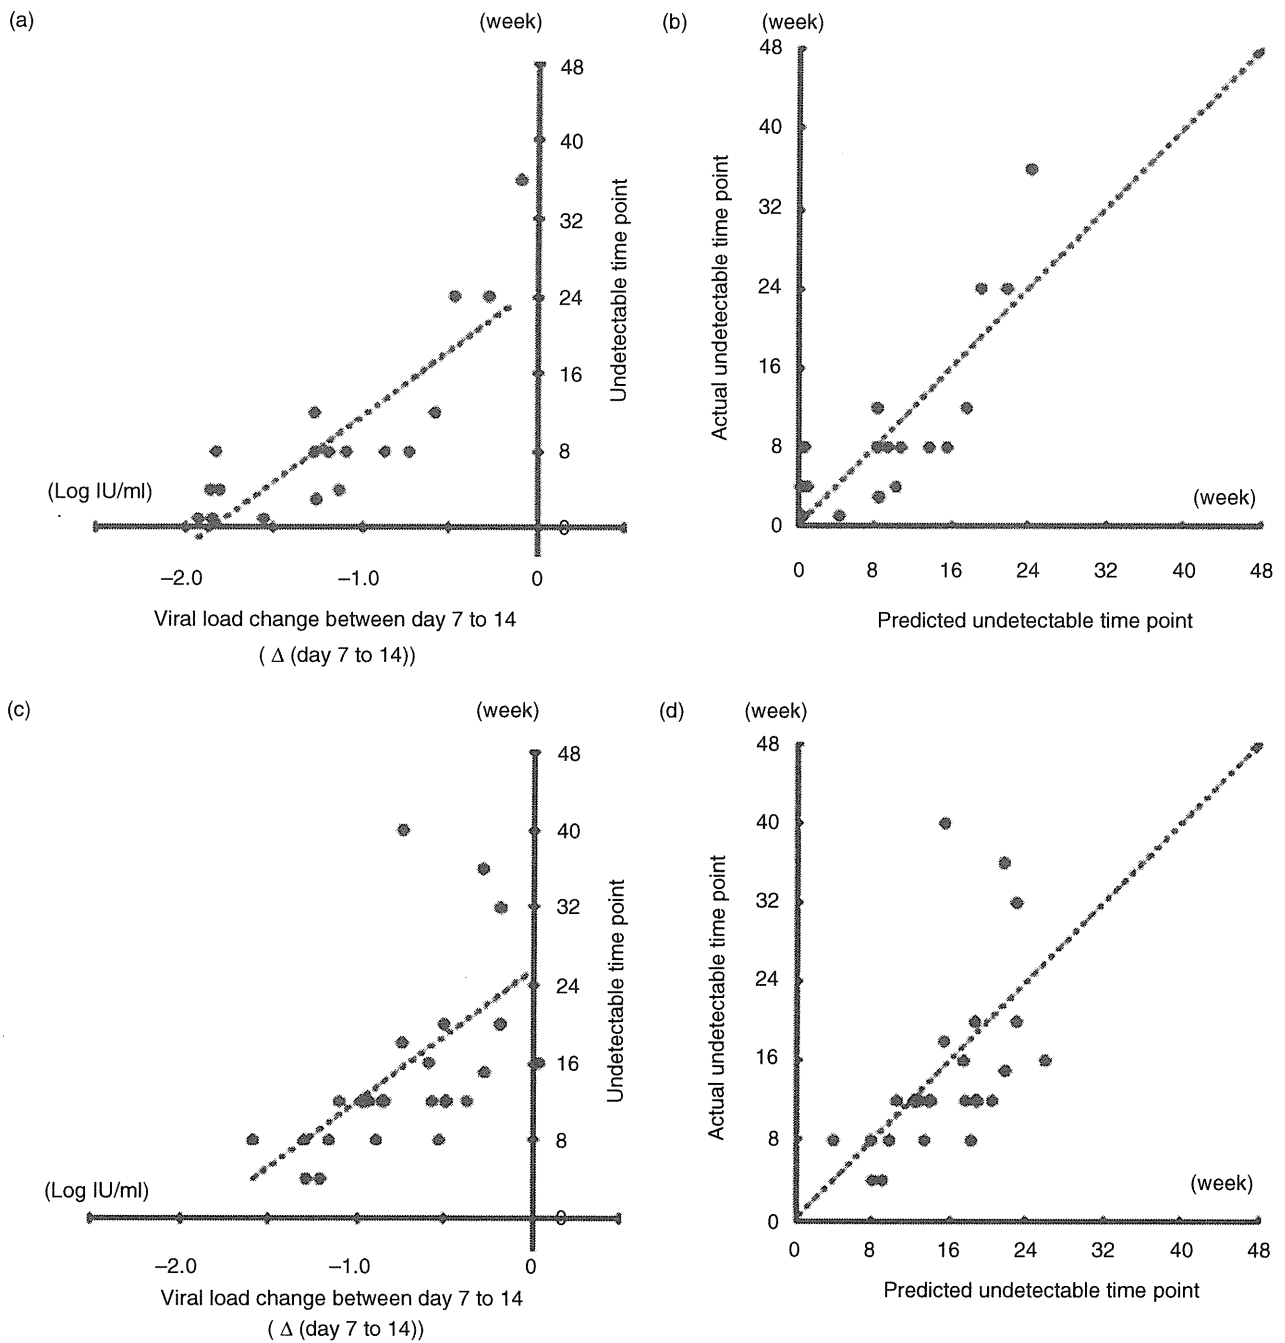 (a)
(week)
48
40
32
24
16
8
0
Undetectable time point
(Log IU/ml)
–2.0
–1.0
0
Viral load change between day 7 to 14
( Δ (day 7 to 14))
(b)
(week)
48
40
32
24
16
8
0
Actual undetectable time point
(week)
0
8
16
24
32
40
48
Predicted undetectable time point
(c)
(week)
48
40
32
24
16
8
0
Undetectable time point
(Log IU/ml)
–2.0
–1.0
0
Viral load change between day 7 to 14
( Δ (day 7 to 14))
(d)
(week)
48
40
32
24
16
8
0
Actual undetectable time point
(week)
0
8
16
24
32
40
48
Predicted undetectable time point